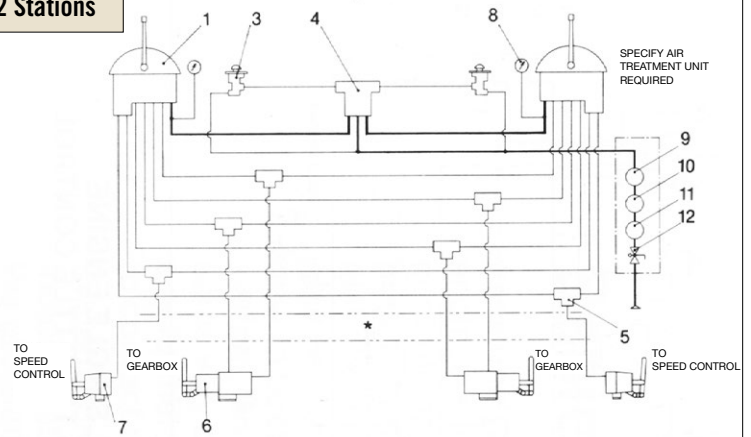 2 Stations
1
3
4
8
SPECIFY AIR
TREATMENT UNIT
REQUIRED
9
10
11
12
*
5
TO
SPEED
CONTROL
TO
GEARBOX
TO
GEARBOX
TO
SPEED CONTROL
7
6